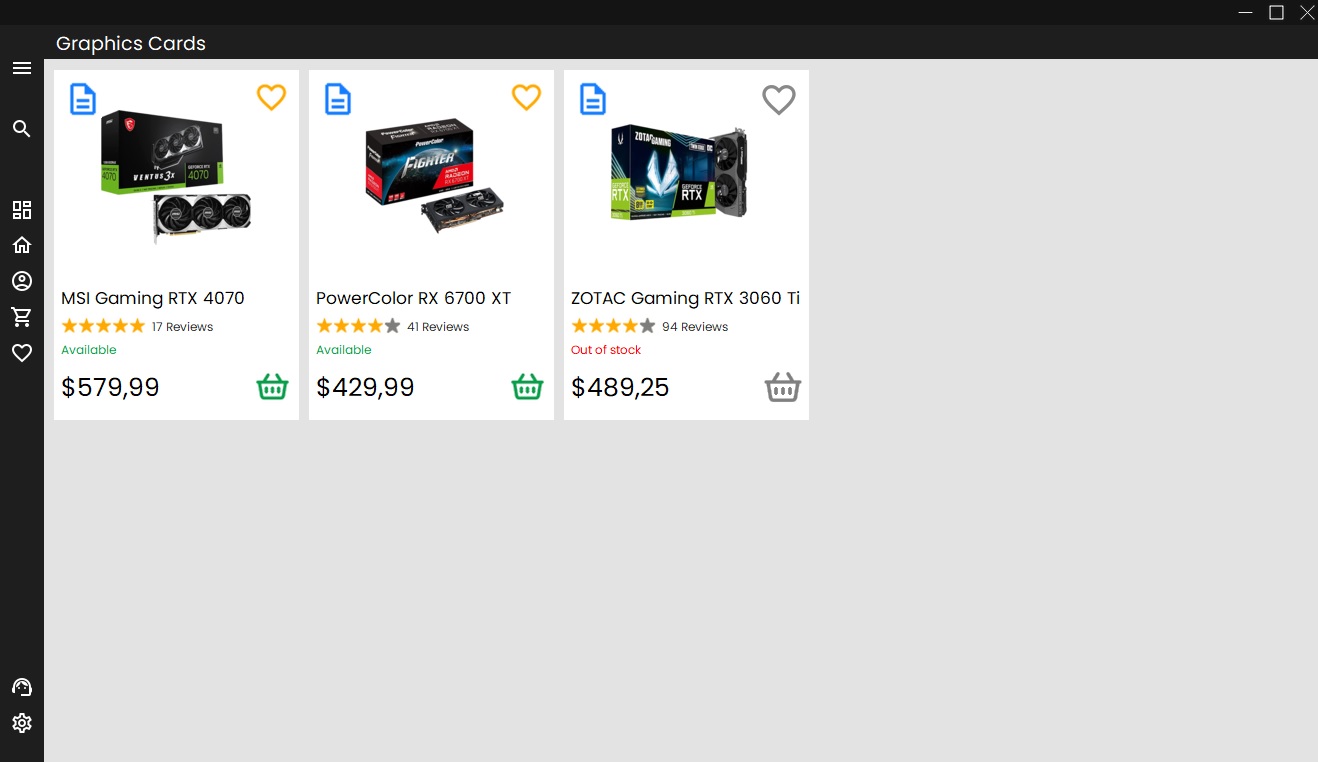 Graphics Cards
VENTUS 3X
GEFORCE RTX
4070
PowerColor
FIGHTER
AMD
RADEON
ZOTAC GAMING
GEFORCE
RTX
MSI Gaming RTX 4070
17 Reviews
Available
$579,99
PowerColor RX 6700 XT
41 Reviews
Available
$429,99
ZOTAC Gaming RTX 3060 Ti
94 Reviews
Out of stock
$489,25